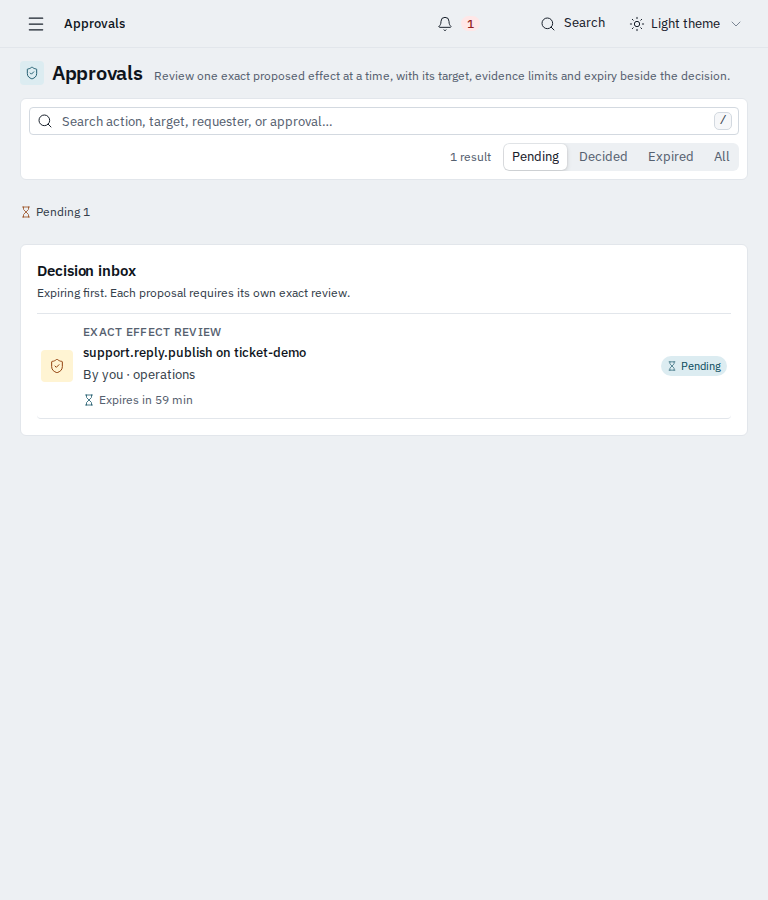 Approvals
1
Search
Light theme
Approvals
Review one exact proposed effect at a time, with its target, evidence limits and expiry beside the decision.
Search action, target, requester, or approval…
/
1 result
Pending
Decided
Expired
All
Pending 1
Decision inbox
Expiring first. Each proposal requires its own exact review.
EXACT EFFECT REVIEW
support.reply.publish on ticket-demo
By you · operations
Expires in 59 min
Pending